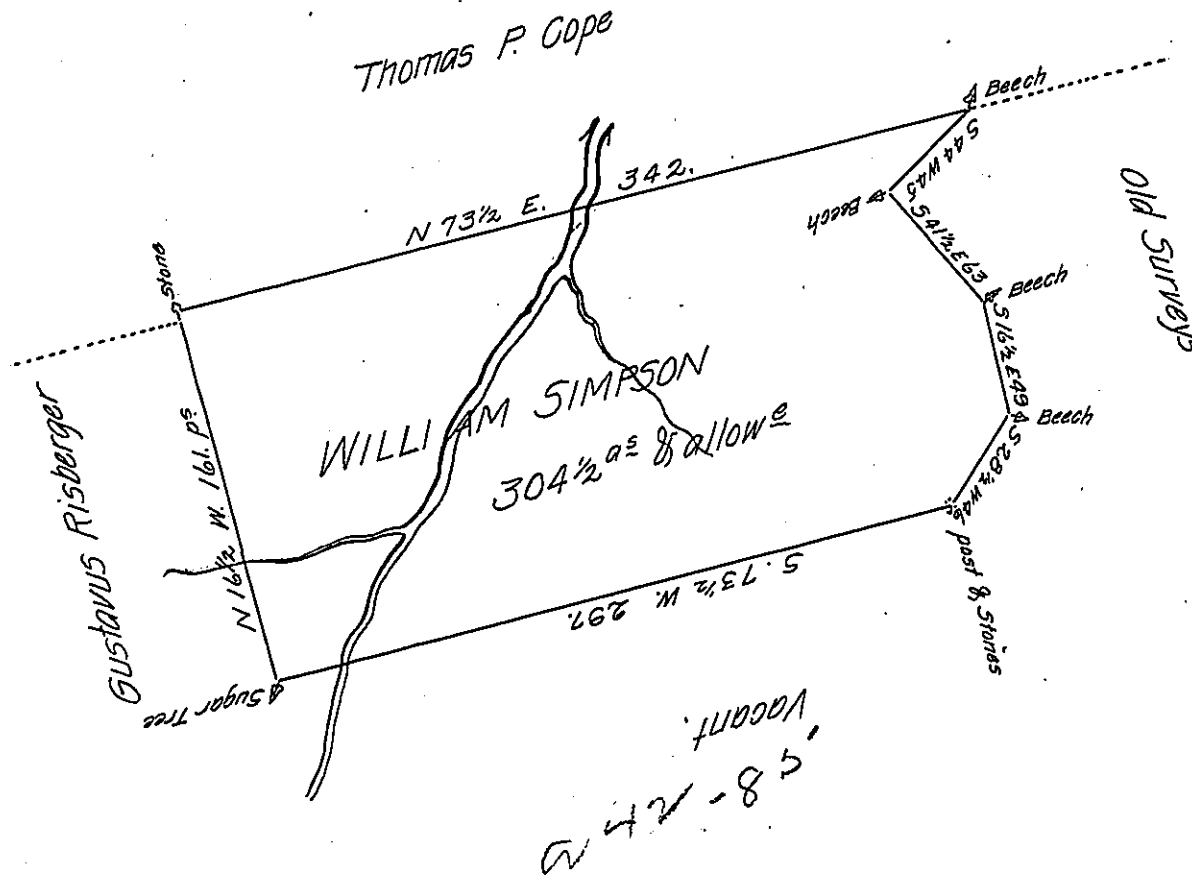 Thomas P. Cope
Beech
S 44 W 45
N 73½ E. 342.
Beech
S 41½ E 63
Old Surveys
Stone
Beech
S 16½ E 49
WILLIAM SIMPSON
304½ as & allowe
Beech
S 28¼ W 46
Gustavus Risberger
N 16½ W. 161. ps.
post & Stones
S. 73½ W. 297.
Sugar Tree
Vacant.